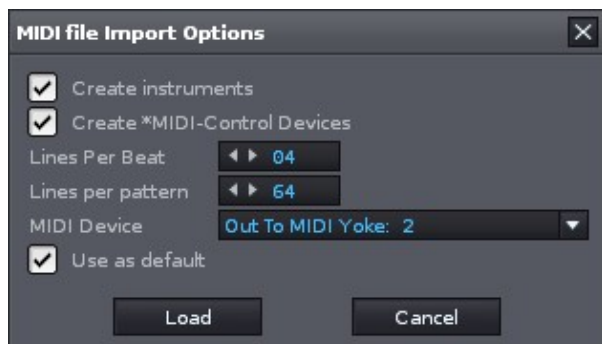 MIDI file Import Options
Create instruments
Create *MIDI-Control Devices
Lines Per Beat 04
Lines per pattern 64
MIDI Device Out To MIDI Yoke: 2
Use as default
Load Cancel